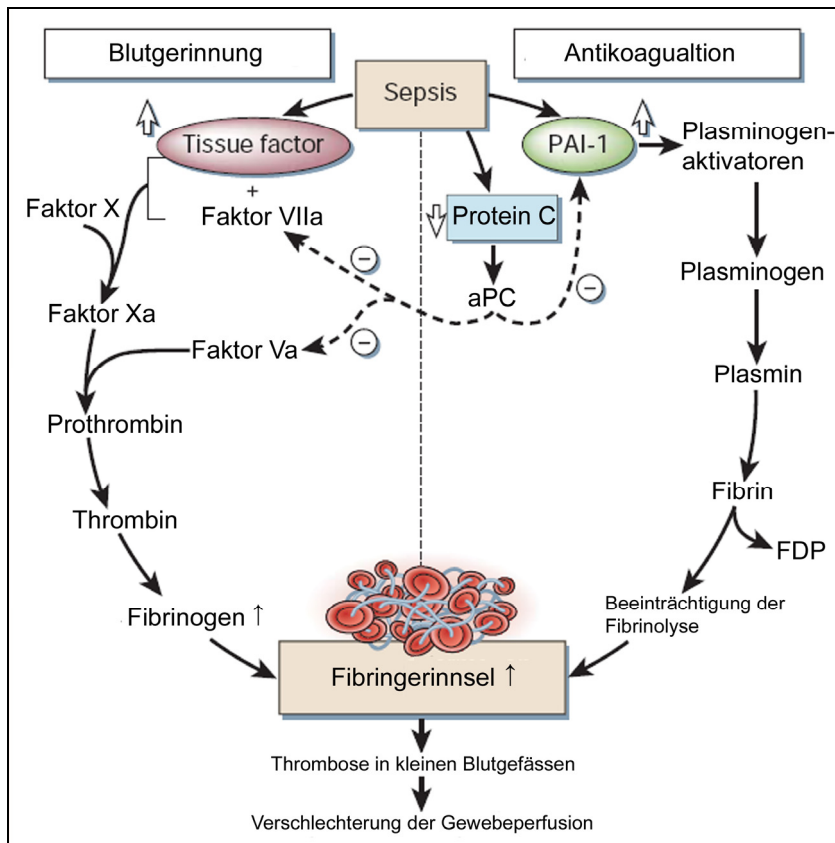 Blutgerinnung
Antikoagualtion
Sepsis
Tissue factor
PAI-1
Plasminogen-
aktivatoren
+
Faktor X
Faktor VIIa
Protein C
−
−
aPC
Plasminogen
Faktor Xa
−
Faktor Va
Plasmin
Prothrombin
Fibrin
Thrombin
FDP
Fibrinogen ↑
Beeinträchtigung der
Fibrinolyse
Fibringerinnsel ↑
Thrombose in kleinen Blutgefässen
Verschlechterung der Gewebeperfusion